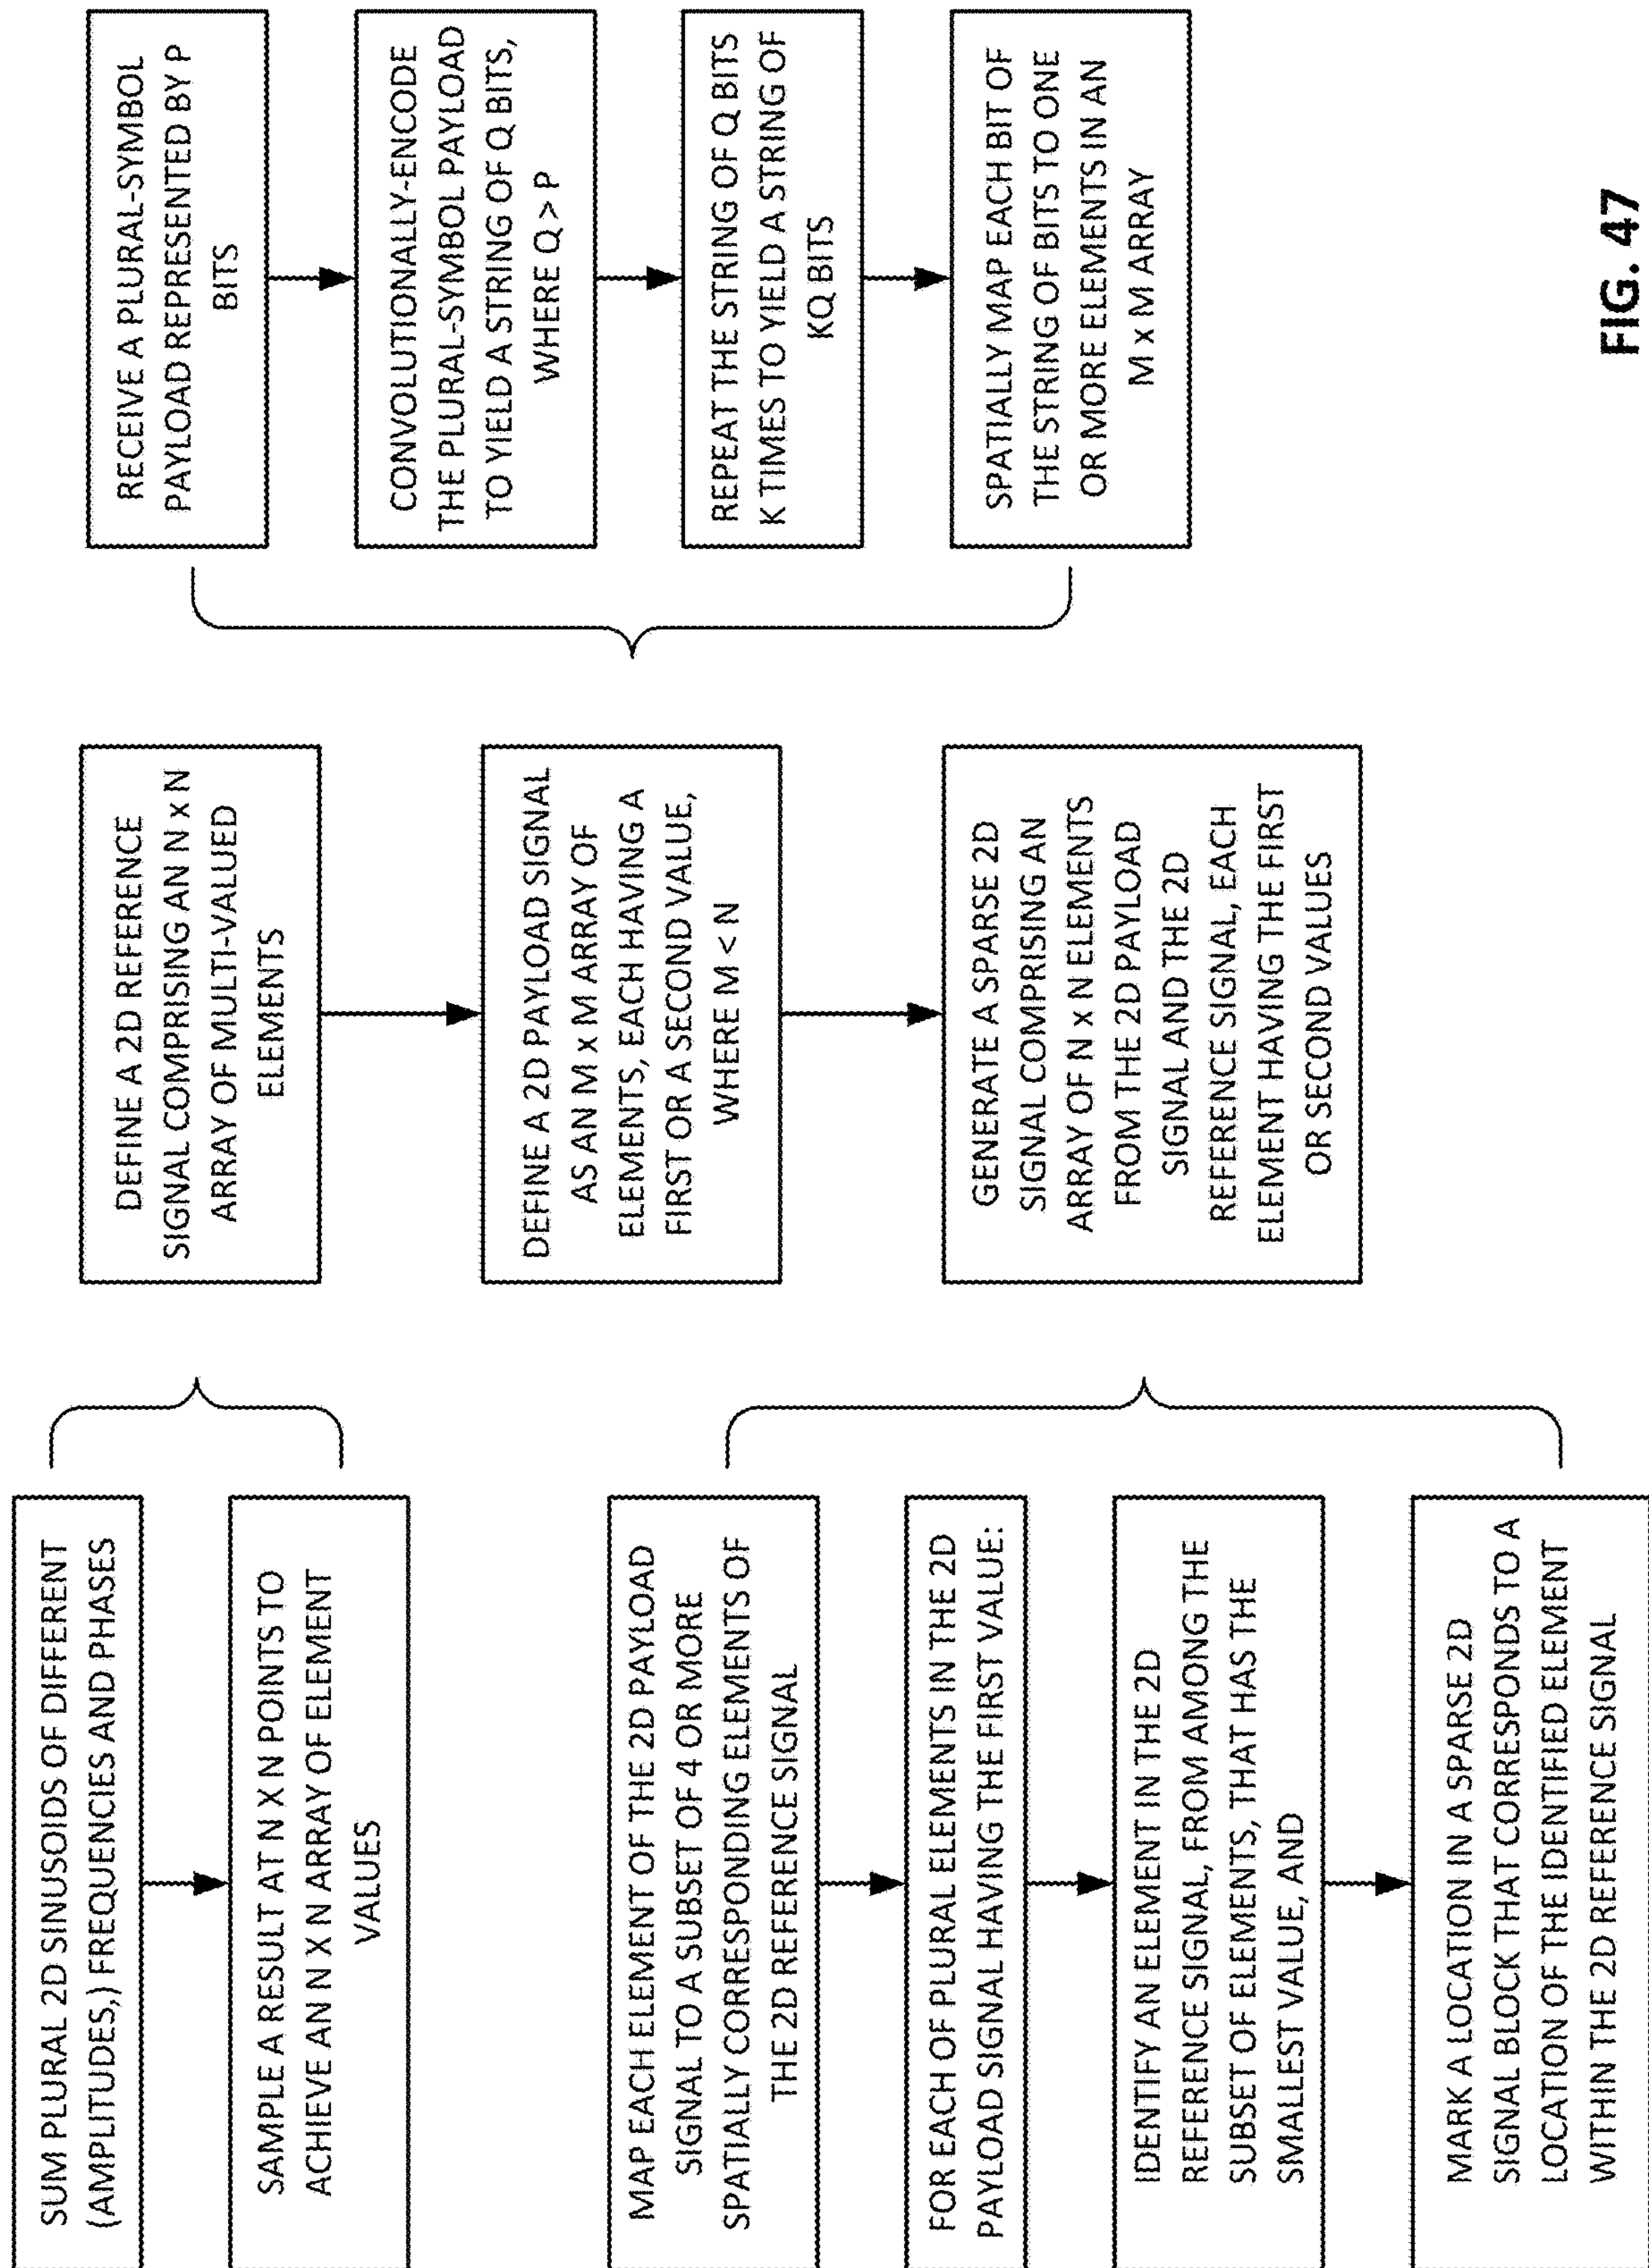 SUM PLURAL 2D SINUSOIDS OF DIFFERENT
(AMPLITUDES,) FREQUENCIES AND PHASES
SAMPLE A RESULT AT N X N POINTS TO
ACHIEVE AN N X N ARRAY OF ELEMENT
VALUES
MAP EACH ELEMENT OF THE 2D PAYLOAD
SIGNAL TO A SUBSET OF 4 OR MORE
SPATIALLY CORRESPONDING ELEMENTS OF
THE 2D REFERENCE SIGNAL
FOR EACH OF PLURAL ELEMENTS IN THE 2D
PAYLOAD SIGNAL HAVING THE FIRST VALUE:
IDENTIFY AN ELEMENT IN THE 2D
REFERENCE SIGNAL, FROM AMONG THE
SUBSET OF ELEMENTS, THAT HAS THE
SMALLEST VALUE, AND
MARK A LOCATION IN A SPARSE 2D
SIGNAL BLOCK THAT CORRESPONDS TO A
LOCATION OF THE IDENTIFIED ELEMENT
WITHIN THE 2D REFERENCE SIGNAL
DEFINE A 2D REFERENCE
SIGNAL COMPRISING AN N x N
ARRAY OF MULTI-VALUED
ELEMENTS
DEFINE A 2D PAYLOAD SIGNAL
AS AN M x M ARRAY OF
ELEMENTS, EACH HAVING A
FIRST OR A SECOND VALUE,
WHERE M < N
GENERATE A SPARSE 2D
SIGNAL COMPRISING AN
ARRAY OF N x N ELEMENTS
FROM THE 2D PAYLOAD
SIGNAL AND THE 2D
REFERENCE SIGNAL, EACH
ELEMENT HAVING THE FIRST
OR SECOND VALUES
RECEIVE A PLURAL-SYMBOL
PAYLOAD REPRESENTED BY P
BITS
CONVOLUTIONALLY-ENCODE
THE PLURAL-SYMBOL PAYLOAD
TO YIELD A STRING OF Q BITS,
WHERE Q > P
REPEAT THE STRING OF Q BITS
K TIMES TO YIELD A STRING OF
KQ BITS
SPATIALLY MAP EACH BIT OF
THE STRING OF BITS TO ONE
OR MORE ELEMENTS IN AN
M x M ARRAY
FIG. 47